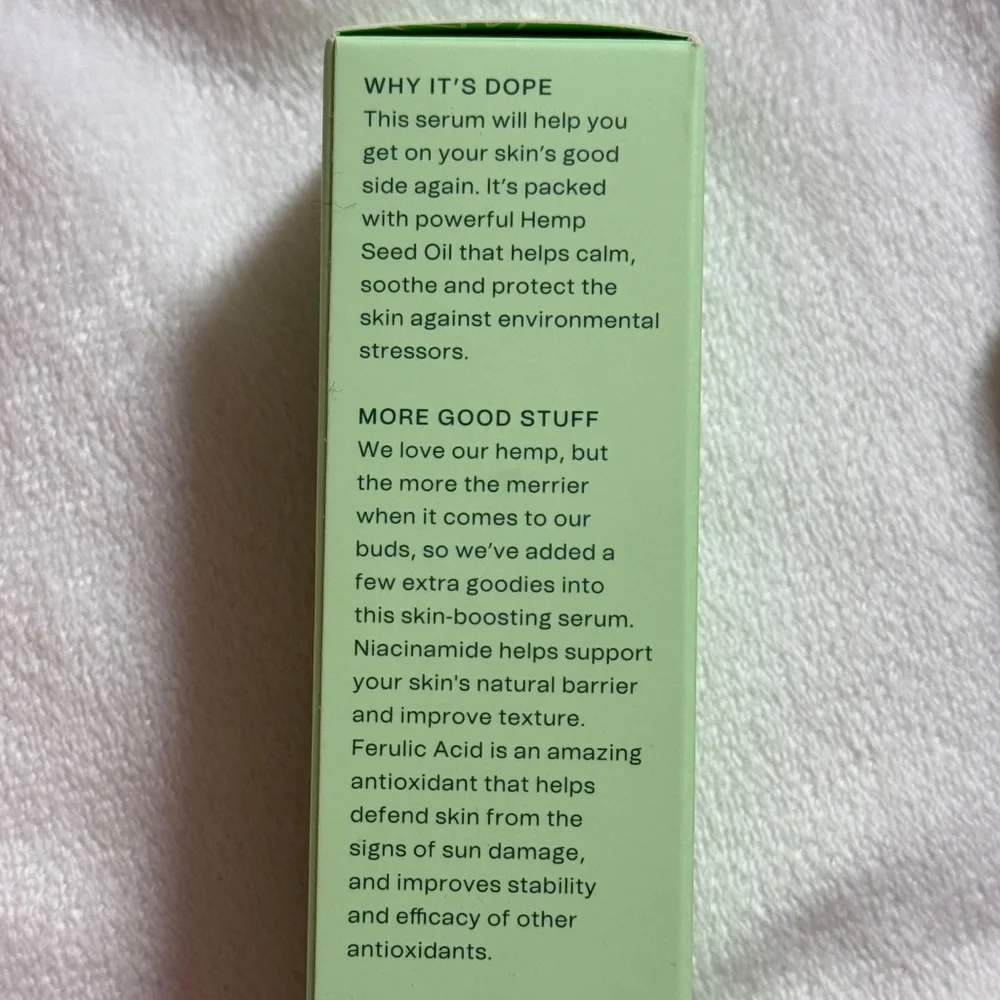 WHY IT’S DOPE
This serum will help you
get on your skin’s good
side again. It’s packed
with powerful Hemp
Seed Oil that helps calm,
soothe and protect the
skin against environmental
stressors.
MORE GOOD STUFF
We love our hemp, but
the more the merrier
when it comes to our
buds, so we’ve added a
few extra goodies into
this skin-boosting serum.
Niacinamide helps support
your skin's natural barrier
and improve texture.
Ferulic Acid is an amazing
antioxidant that helps
defend skin from the
signs of sun damage,
and improves stability
and efficacy of other
antioxidants.